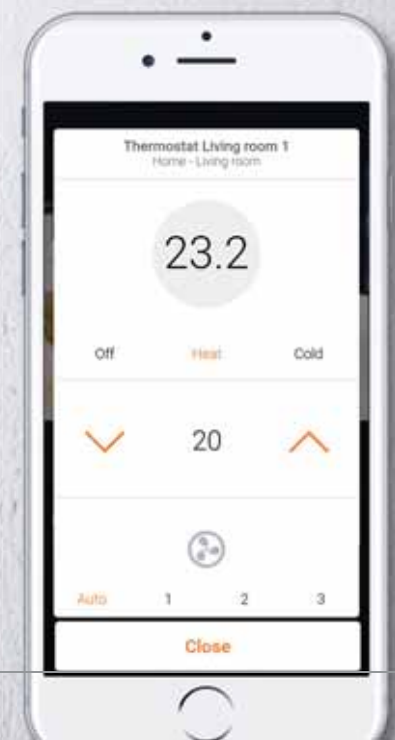 Thermostat Living room 1
Home - Living room
23.2
Off Heat Cold
20
Auto 1 2 3
Close